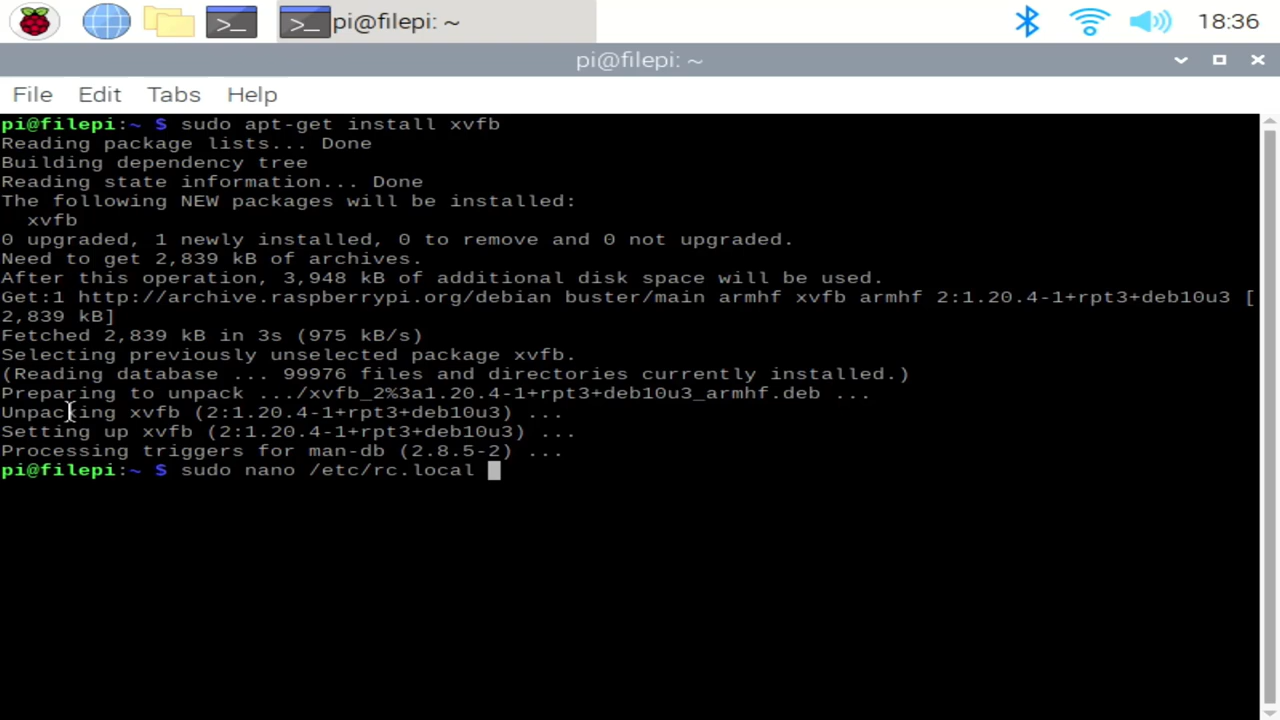 >_ >_ pi@filepi: ~ 18:36
pi@filepi: ~
File Edit Tabs Help
pi@filepi:~ $ sudo apt-get install xvfb
Reading package lists... Done
Building dependency tree
Reading state information... Done
The following NEW packages will be installed:
  xvfb
0 upgraded, 1 newly installed, 0 to remove and 0 not upgraded.
Need to get 2,839 kB of archives.
After this operation, 3,948 kB of additional disk space will be used.
Get:1 http://archive.raspberrypi.org/debian buster/main armhf xvfb armhf 2:1.20.4-1+rpt3+deb10u3 [
2,839 kB]
Fetched 2,839 kB in 3s (975 kB/s)
Selecting previously unselected package xvfb.
(Reading database ... 99976 files and directories currently installed.)
Preparing to unpack .../xvfb_2%3a1.20.4-1+rpt3+deb10u3_armhf.deb ...
Unpacking xvfb (2:1.20.4-1+rpt3+deb10u3) ...
Setting up xvfb (2:1.20.4-1+rpt3+deb10u3) ...
Processing triggers for man-db (2.8.5-2) ...
pi@filepi:~ $ sudo nano /etc/rc.local